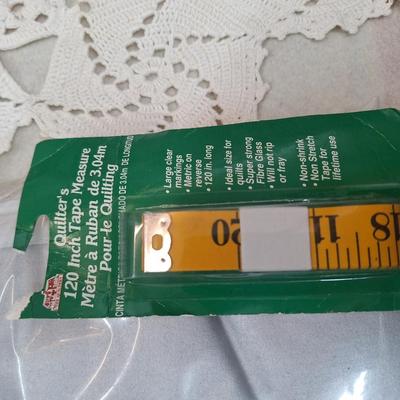 Quilter's
120 Inch Tape Measure
Mètre à Ruban de 3.04m
Pour le Quilting
• Large clear
markings
• Metric on
reverse
• 120 in. long
• Ideal size for
quilts
• Super strong
Fibre Glass
• Will not rip
or fray
• Non-shrink
• Non Stretch
Tape for
lifetime use
20
11
18